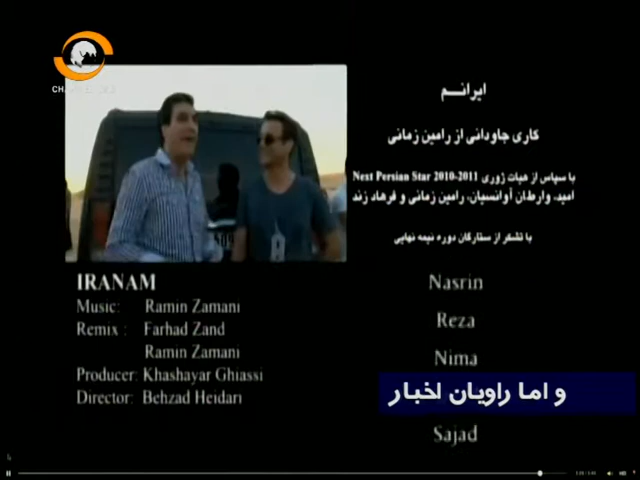 ایرانم
کاری جاودانی از رامین زمانی
با سپاس از هیات ژوری Next Persian Star 2010-2011
امید، وارطان آوانسیان، رامین زمانی و فرهاد زند
با تشکر از ستارگان دوره نیمه نهایی
IRANAM
Music: Ramin Zamani
Remix : Farhad Zand
Ramin Zamani
Producer: Khashayar Ghiassi
Director: Behzad Heidari
Nasrin
Reza
Nima
و اما راویان اخبار
Sajad